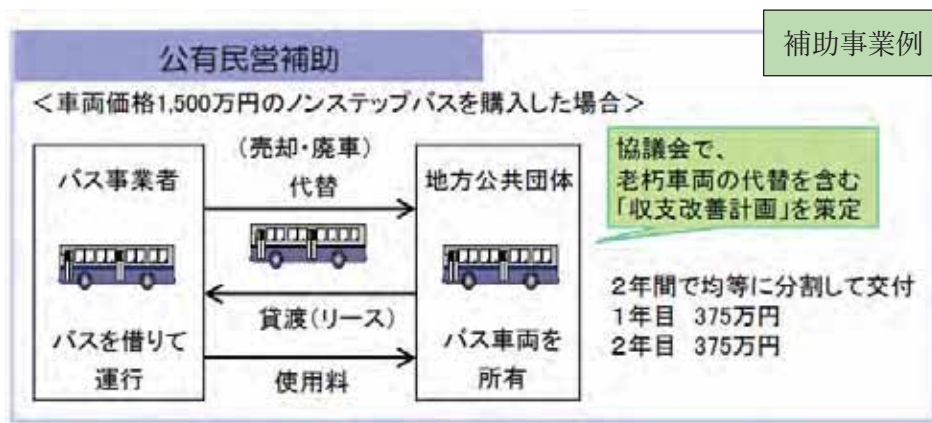 補助事業例
公有民営補助
＜車両価格1,500万円のノンステップバスを購入した場合＞
バス事業者
バスを借りて
運行
(売却・廃車)
代替
貸渡(リース)
使用料
地方公共団体
バス車両を
所有
協議会で、
老朽車両の代替を含む
「収支改善計画」を策定
2年間で均等に分割して交付
1年目 375万円
2年目 375万円